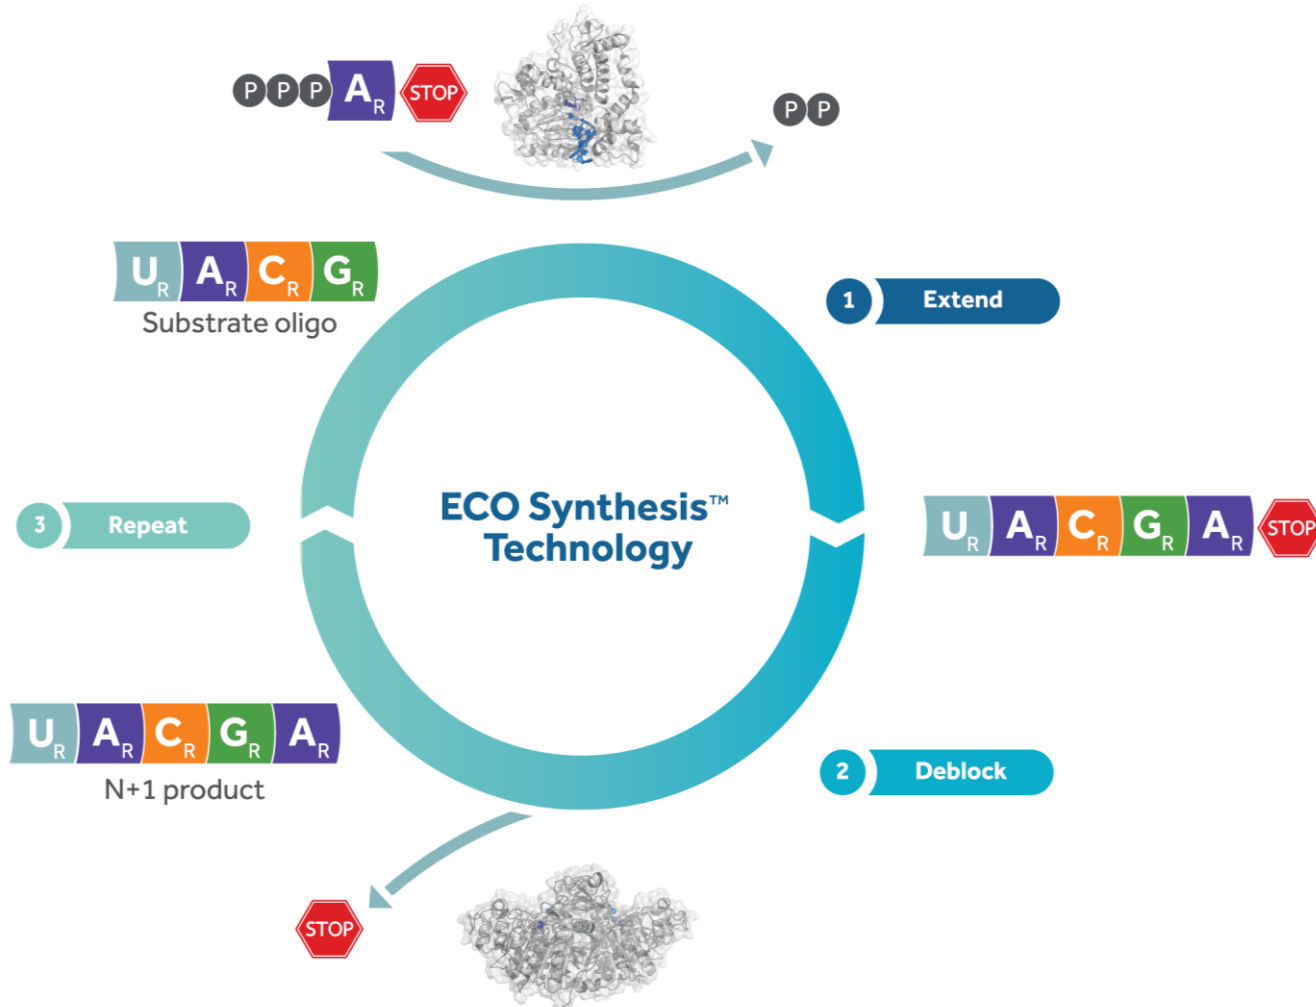 P P P A R STOP
P P
U R A R C R G R
Substrate oligo
1 Extend
ECO Synthesis™
Technology
3 Repeat
U R A R C R G R A R STOP
U R A R C R G R A R
N+1 product
2 Deblock
STOP